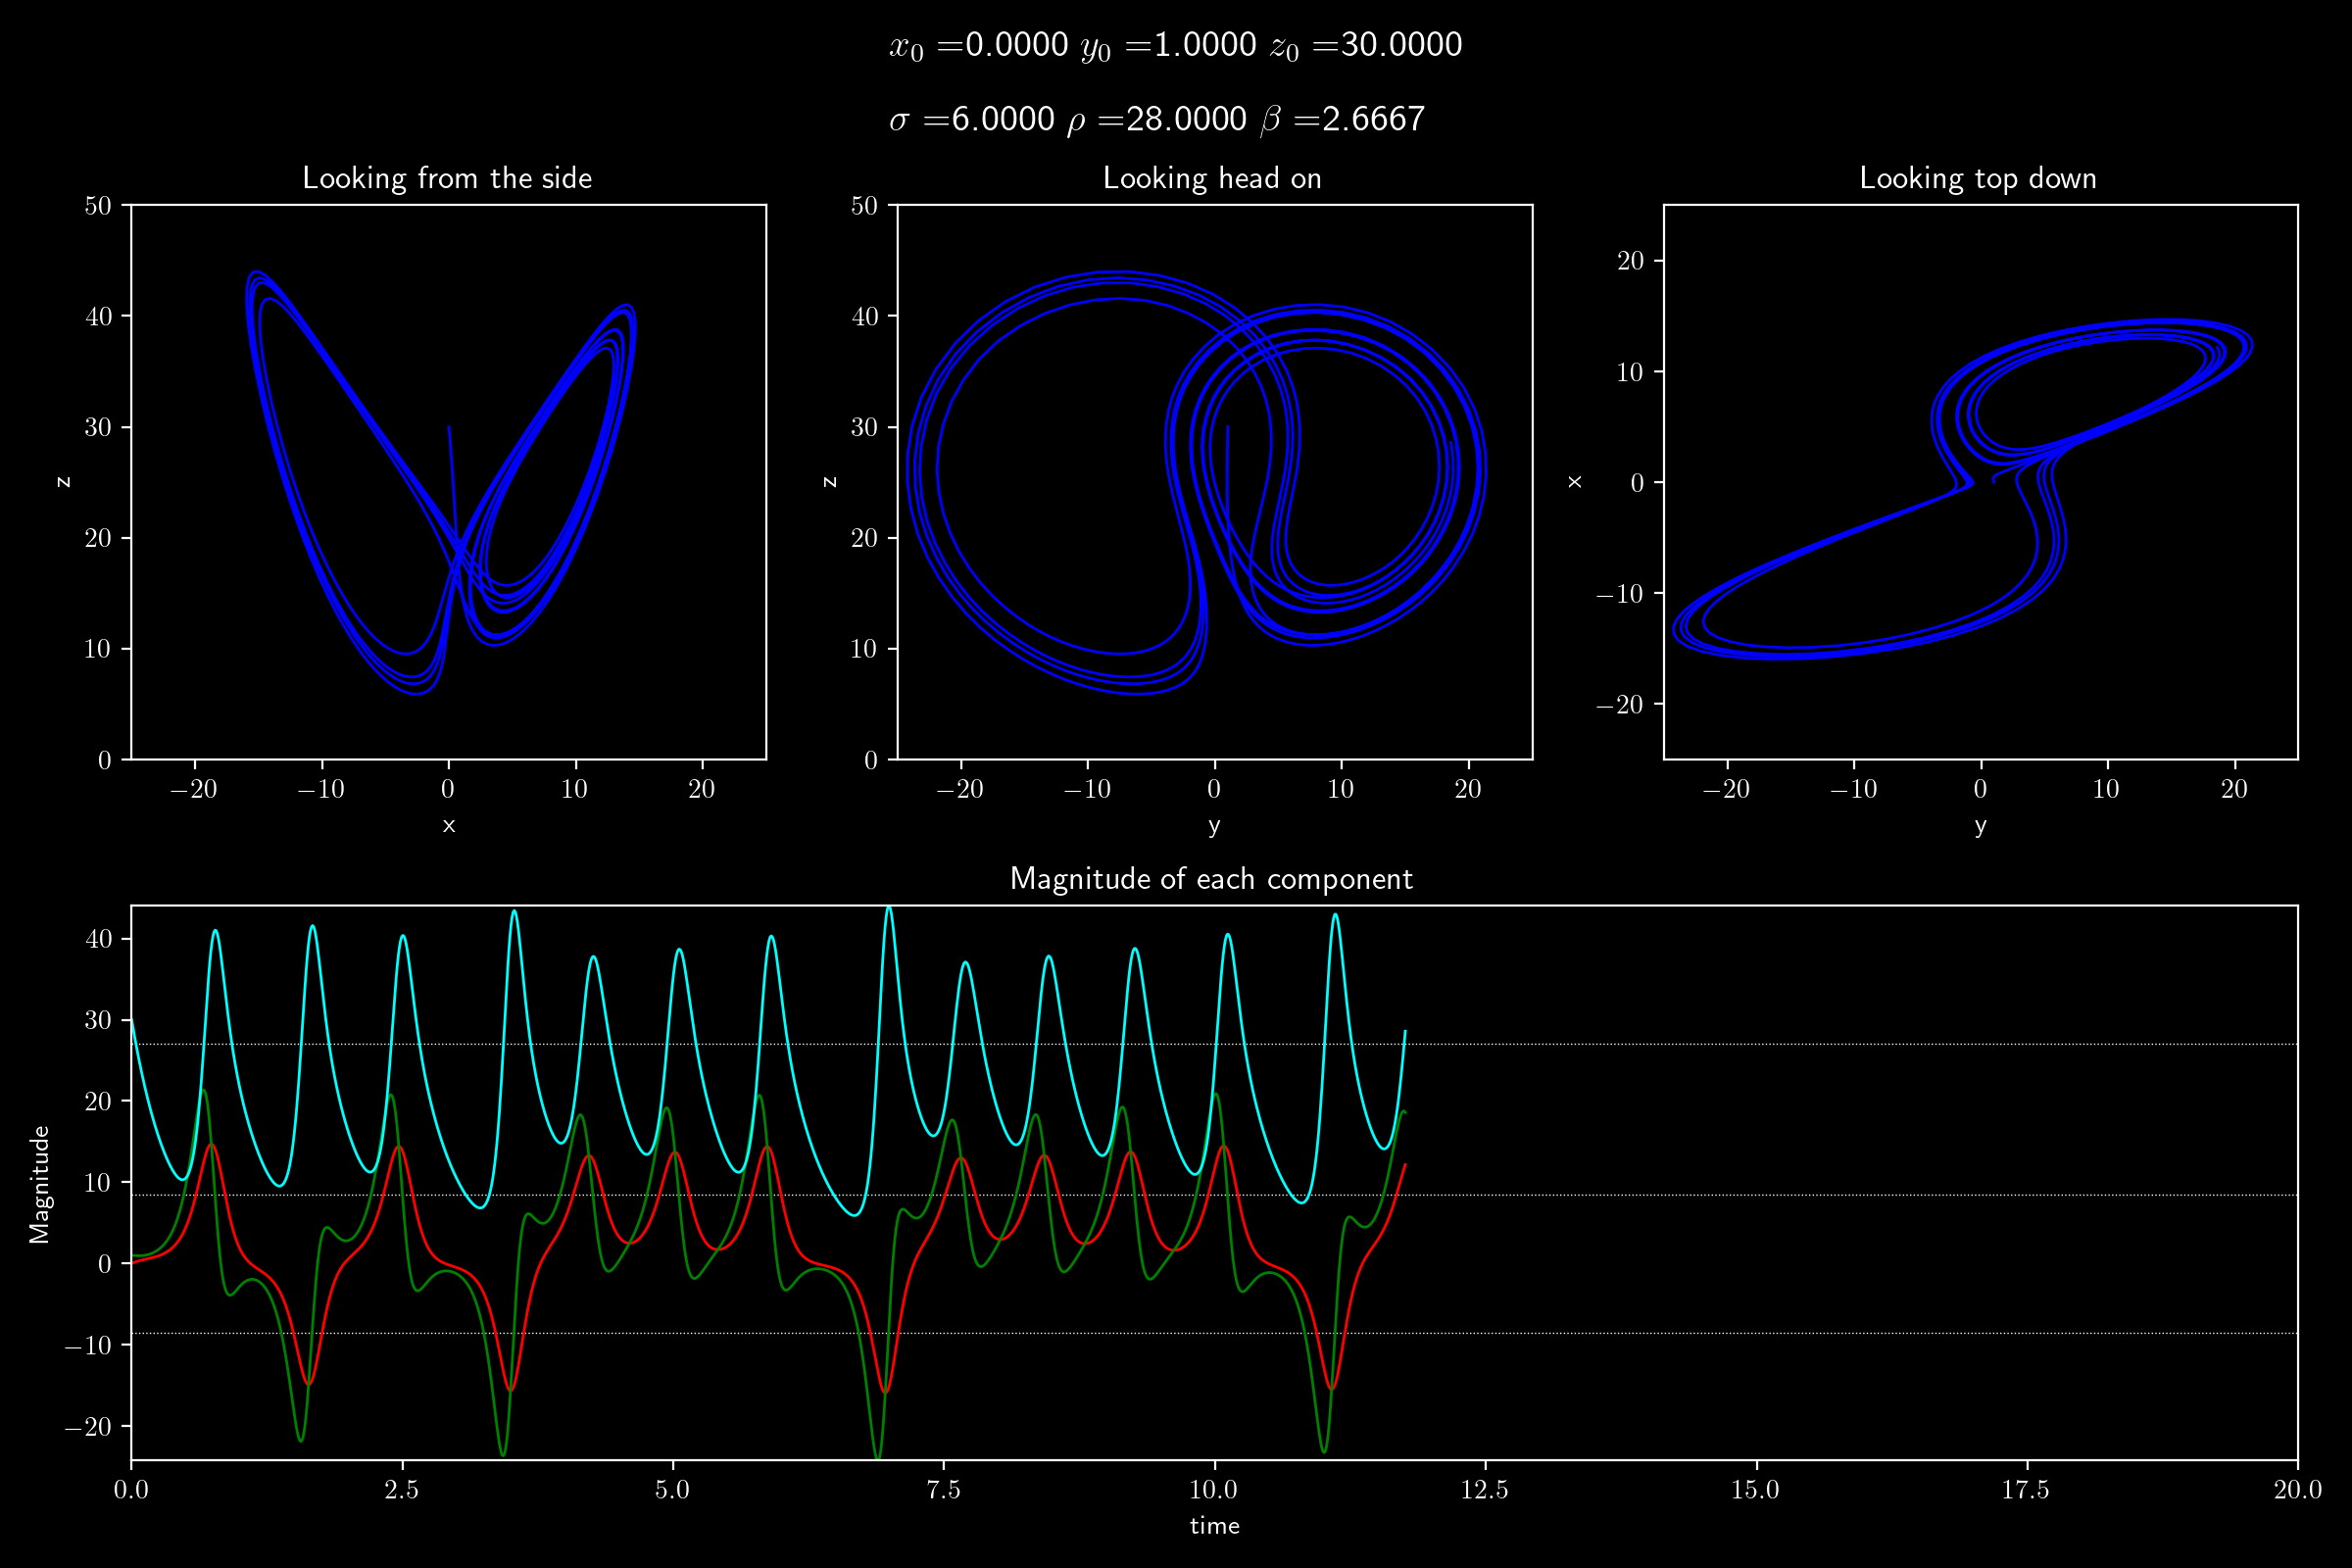 x₀ =0.0000 y₀ =1.0000 z₀ =30.0000
σ =6.0000 ρ =28.0000 β =2.6667
Looking from the side
50
40
30
20
10
0
z
−20 −10 0 10 20
x
Looking head on
50
40
30
20
10
0
z
−20 −10 0 10 20
y
Looking top down
20
10
0
−10
−20
x
−20 −10 0 10 20
y
Magnitude of each component
40
30
20
10
0
−10
−20
Magnitude
0.0 2.5 5.0 7.5 10.0 12.5 15.0 17.5 20.0
time